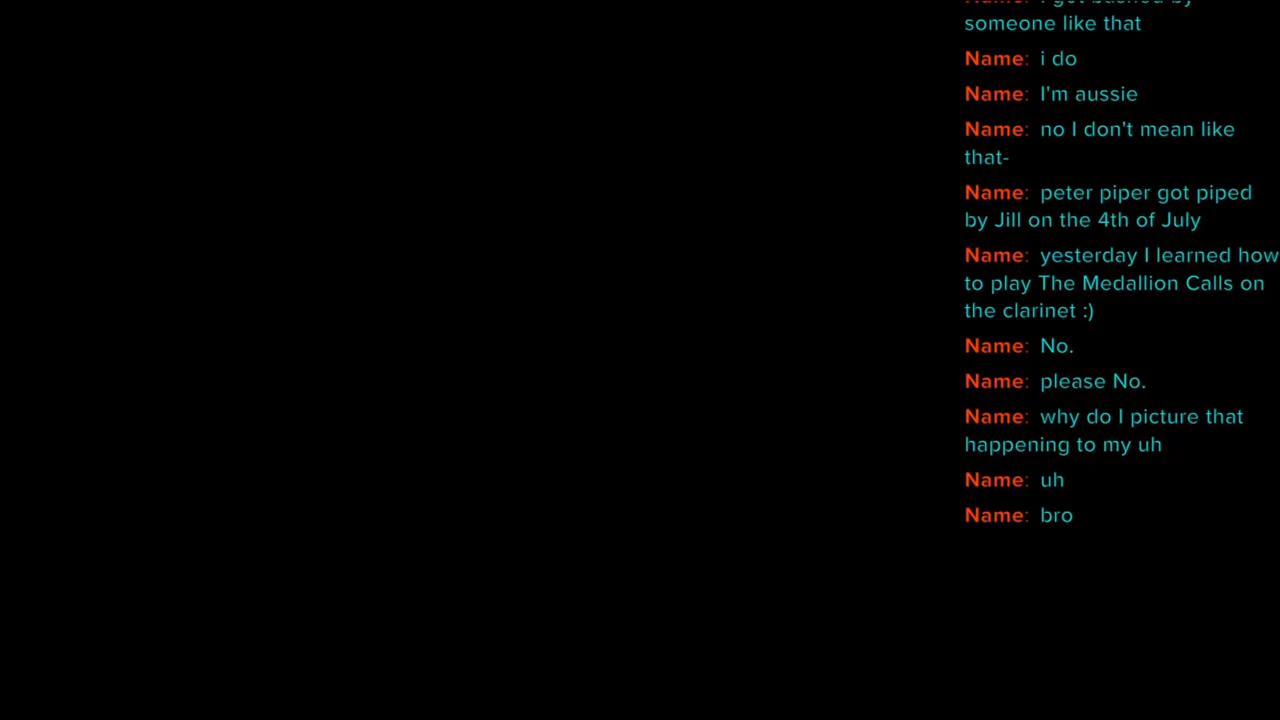 someone like that
Name: i do
Name: I'm aussie
Name: no I don't mean like
that-
Name: peter piper got piped
by Jill on the 4th of July
Name: yesterday I learned how
to play The Medallion Calls on
the clarinet :)
Name: No.
Name: please No.
Name: why do I picture that
happening to my uh
Name: uh
Name: bro